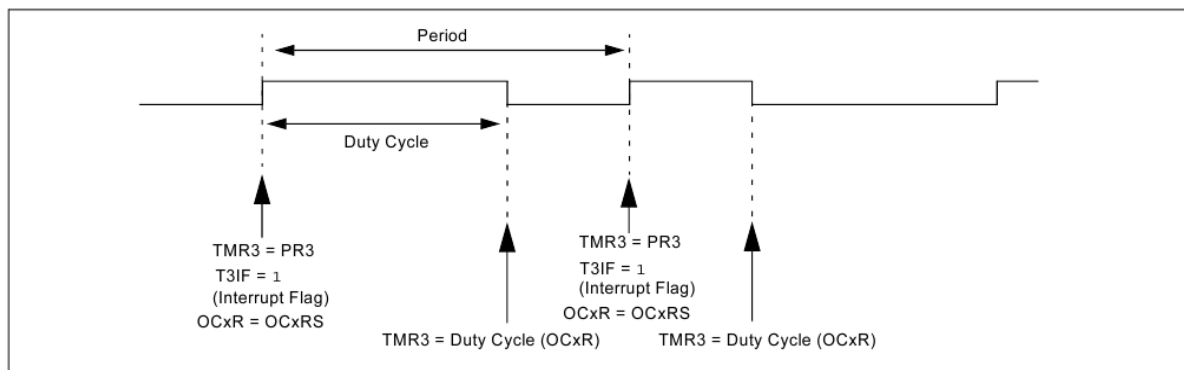 Period
Duty Cycle
TMR3 = PR3
T3IF = 1
(Interrupt Flag)
OCxR = OCxRS
TMR3 = Duty Cycle (OCxR)
TMR3 = PR3
T3IF = 1
(Interrupt Flag)
OCxR = OCxRS
TMR3 = Duty Cycle (OCxR)